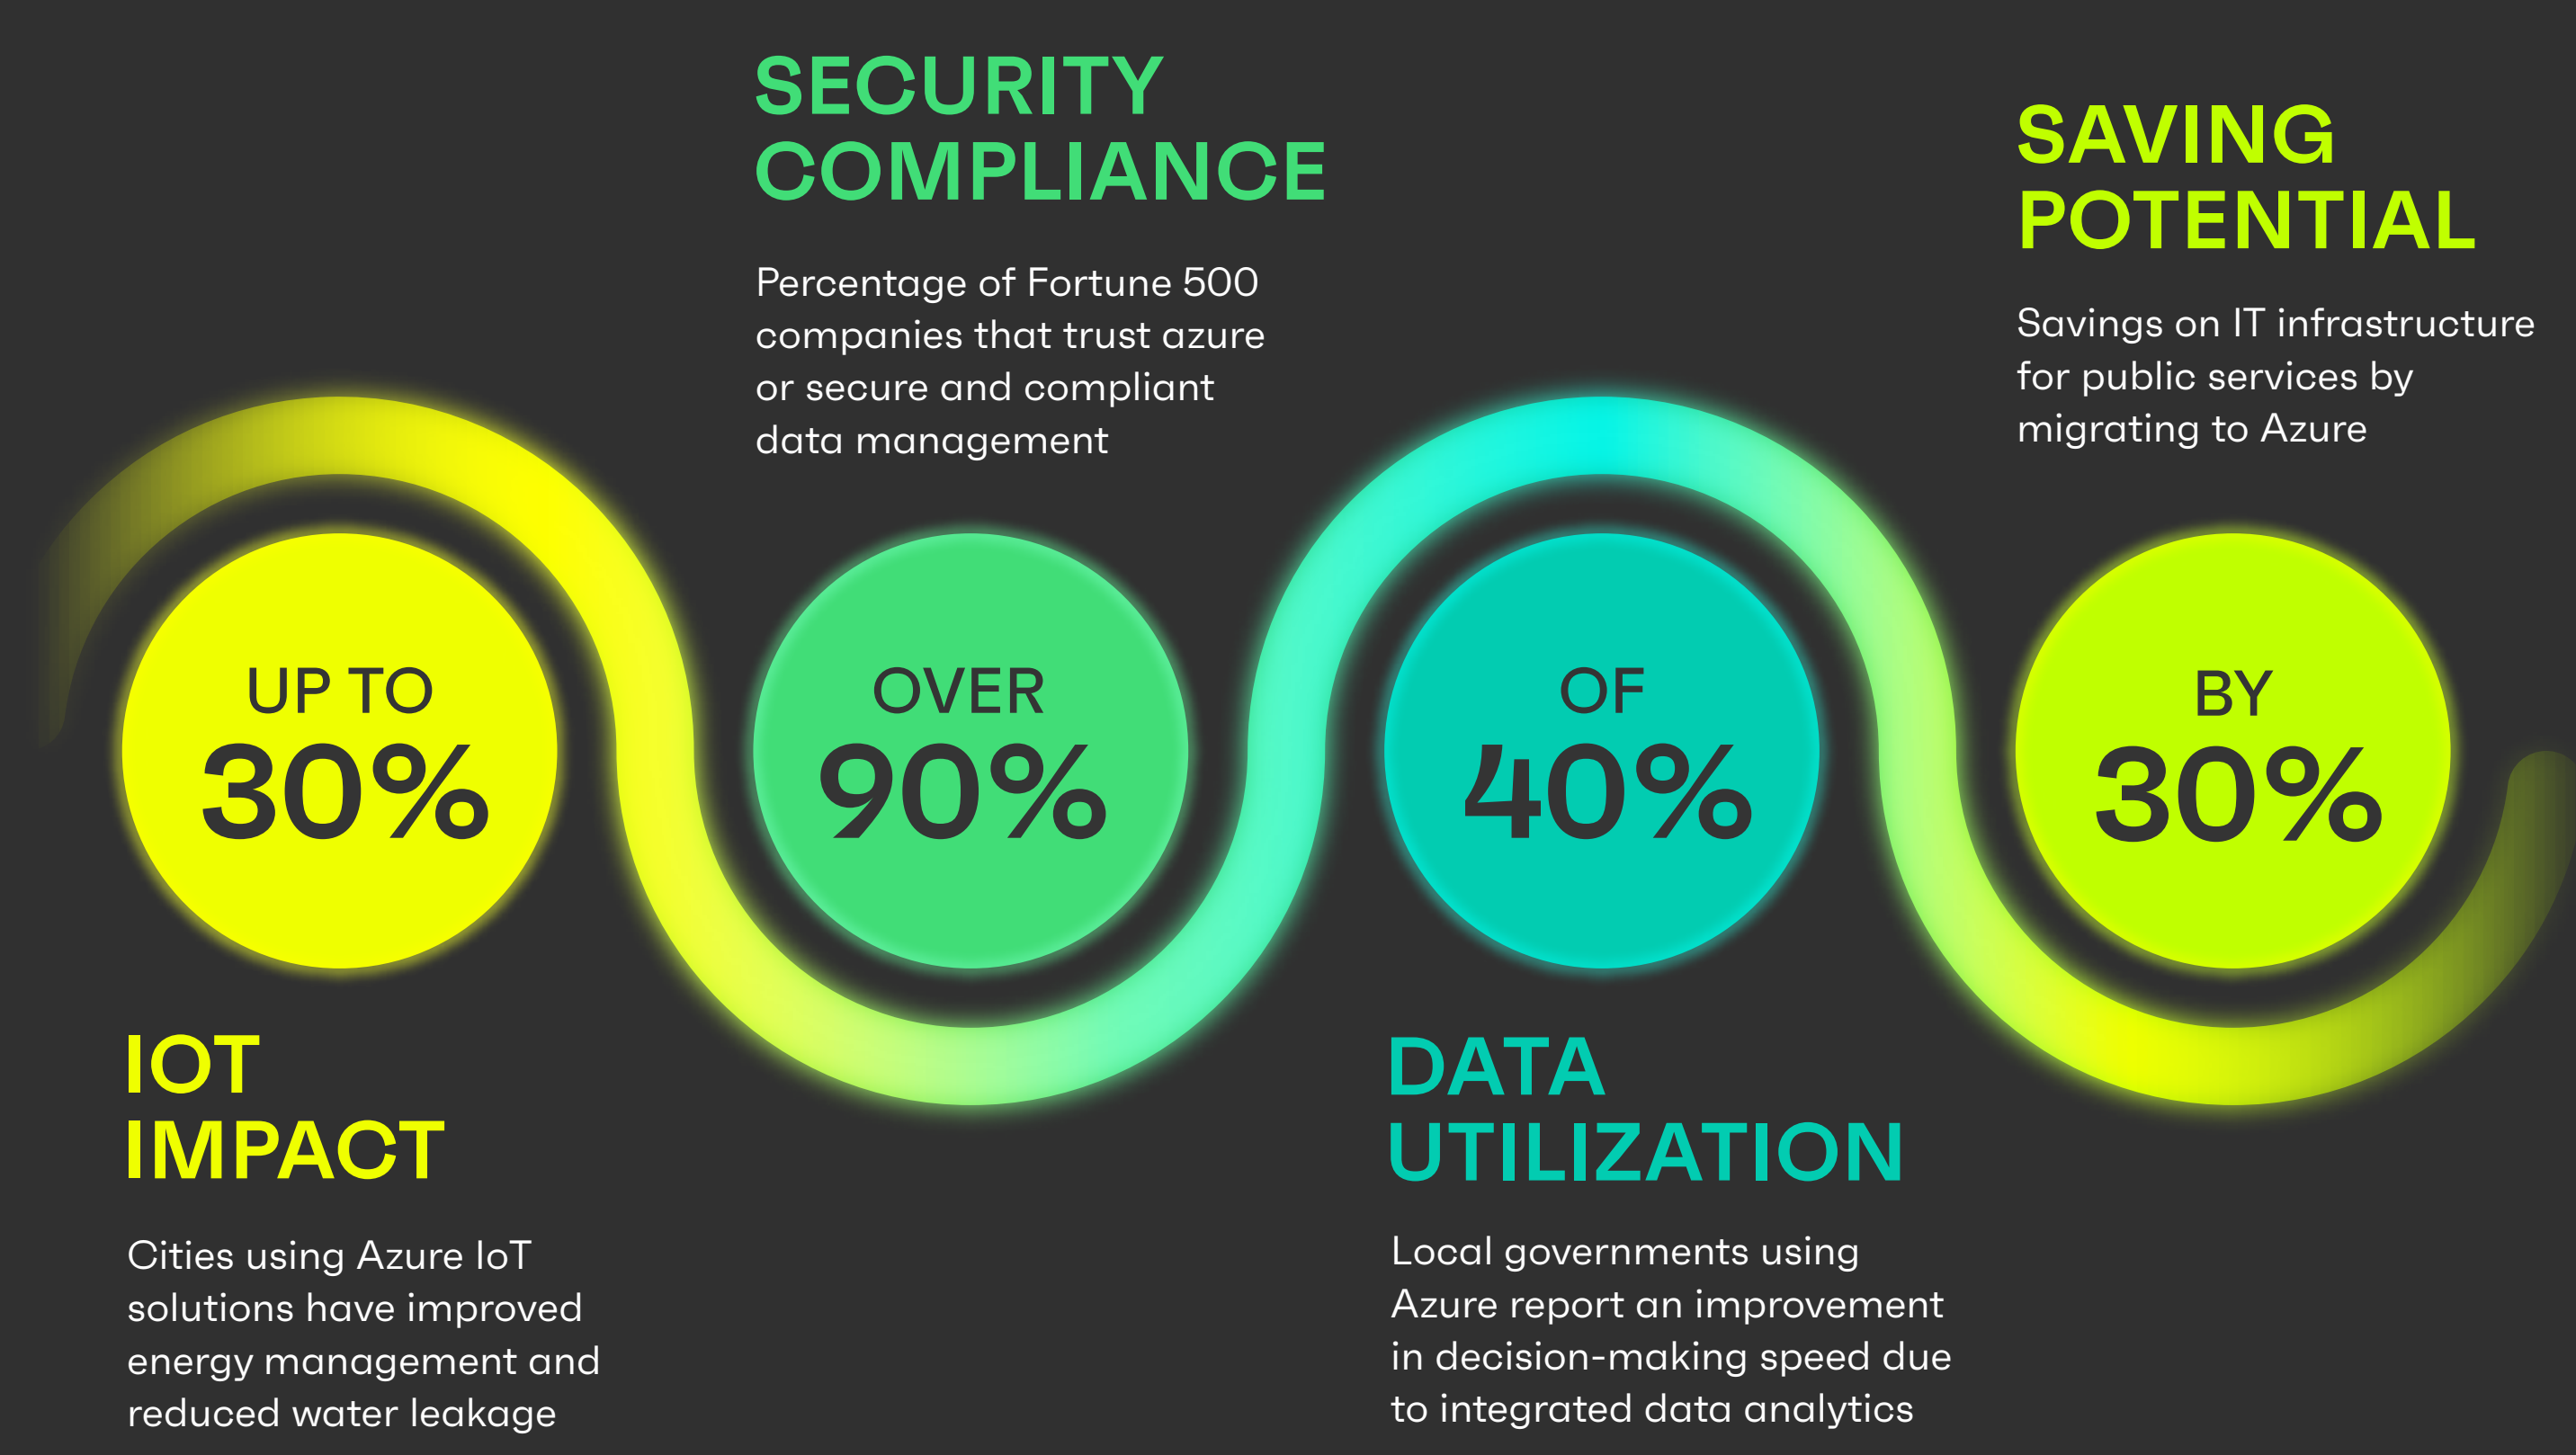 UP TO
30%
IOT
IMPACT
Cities using Azure IoT
solutions have improved
energy management and
reduced water leakage
SECURITY
COMPLIANCE
Percentage of Fortune 500
companies that trust azure
or secure and compliant
data management
OVER
90%
OF
40%
DATA
UTILIZATION
Local governments using
Azure report an improvement
in decision-making speed due
to integrated data analytics
SAVING
POTENTIAL
Savings on IT infrastructure
for public services by
migrating to Azure
BY
30%